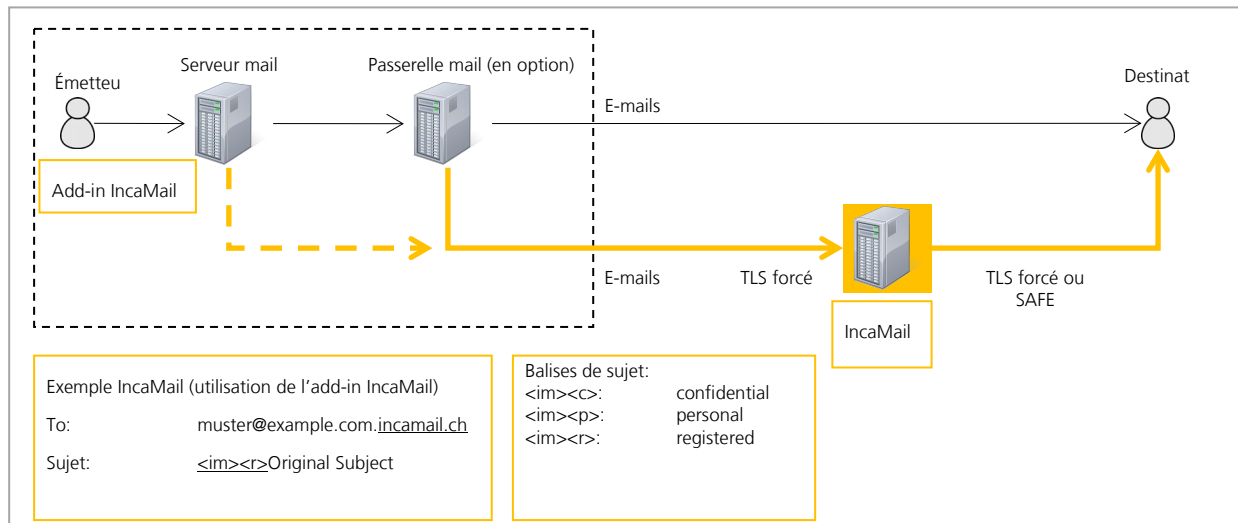 Serveur mail
Passerelle mail (en option)
Émetteu
Destinat
E-mails
Add-in IncaMail
E-mails
TLS forcé
TLS forcé ou
SAFE
IncaMail
Exemple IncaMail (utilisation de l'add-in IncaMail)
To: muster@example.com.incamail.ch
Sujet: <im><r>Original Subject
Balises de sujet:
<im><c>: confidential
<im><p>: personal
<im><r>: registered